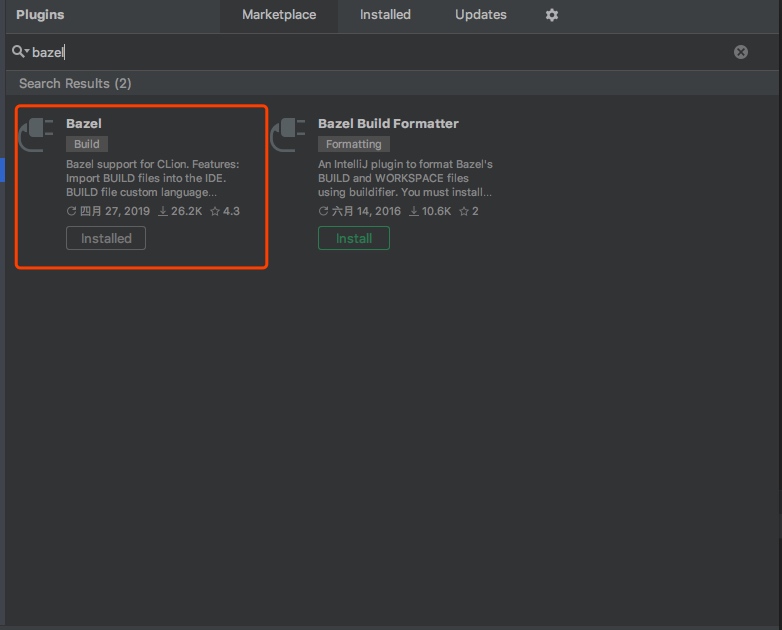 Plugins Marketplace Installed Updates
bazel
Search Results (2)
Bazel
Build
Bazel support for CLion. Features:
Import BUILD files into the IDE.
BUILD file custom language...
四月 27, 2019 26.2K 4.3
Installed
Bazel Build Formatter
Formatting
An IntelliJ plugin to format Bazel's
BUILD and WORKSPACE files
using buildifier. You must install...
六月 14, 2016 10.6K 2
Install